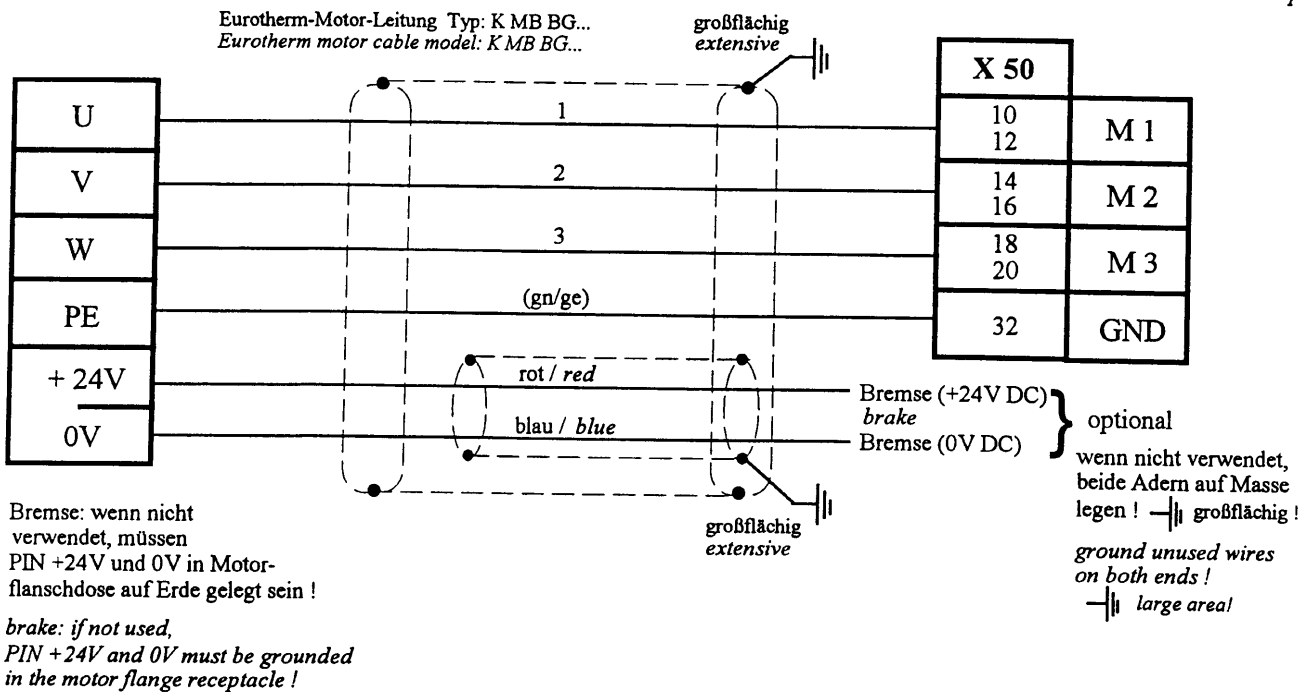 Eurotherm-Motor-Leitung Typ: K MB BG...
Eurotherm motor cable model: K MB BG...
großflächig
extensive
X 50
U
1
10
12
M 1
V
2
14
16
M 2
W
3
18
20
M 3
PE
(gn/ge)
32
GND
+ 24V
rot / red
Bremse (+24V DC)
brake
0V
blau / blue
Bremse (0V DC)
optional
wenn nicht verwendet,
beide Adern auf Masse
legen ! großflächig !
ground unused wires
on both ends !
large area!
großflächig
extensive
Bremse: wenn nicht
verwendet, müssen
PIN +24V und 0V in Motor-
flanschdose auf Erde gelegt sein !
brake: if not used,
PIN +24V and 0V must be grounded
in the motor flange receptacle !